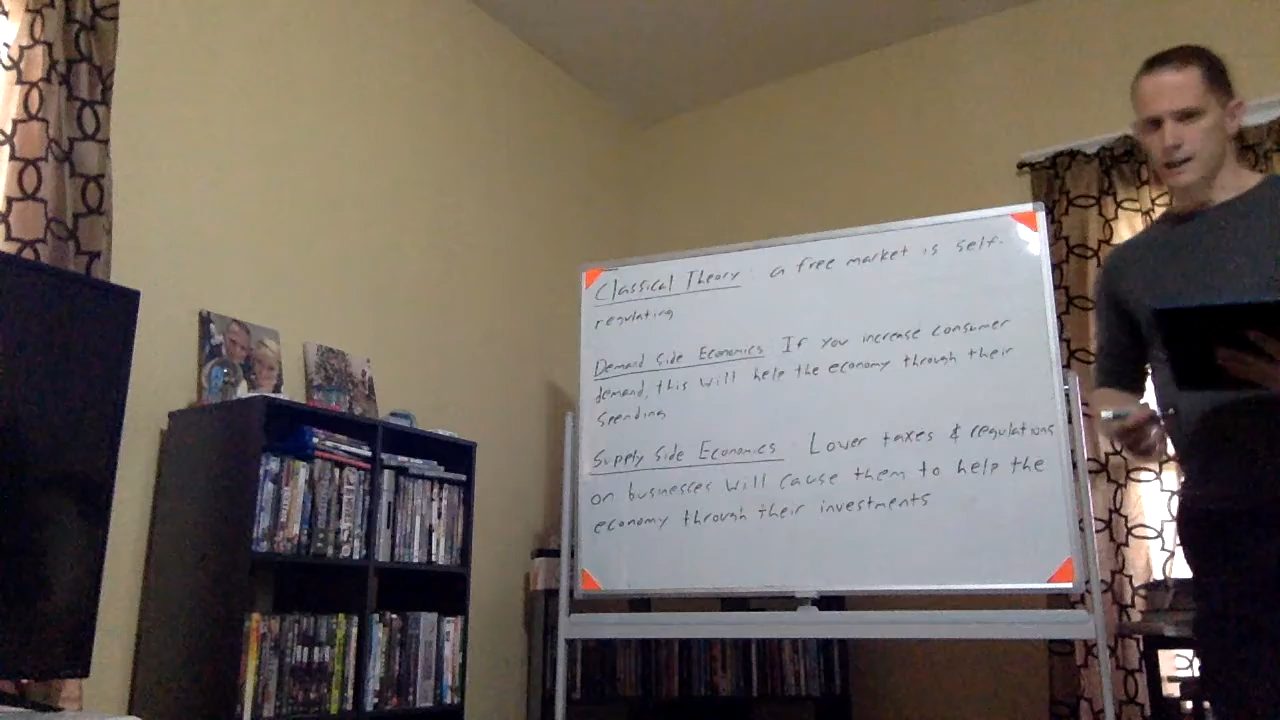 Classical Theory: a free market is self-
regulating
Demand Side Economics: If you increase consumer
demand, this will help the economy through their
spending
Supply Side Economics: Lower taxes & regulations
on businesses will cause them to help the
economy through their investments